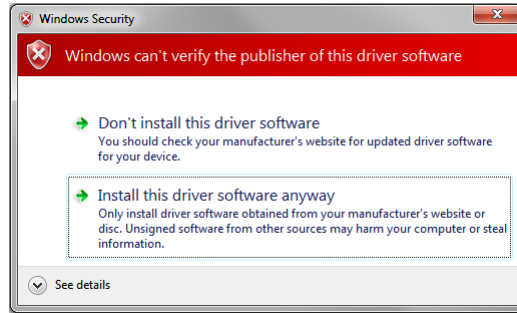 Windows Security
Windows can't verify the publisher of this driver software
Don't install this driver software
You should check your manufacturer's website for updated driver software
for your device.
Install this driver software anyway
Only install driver software obtained from your manufacturer's website or
disc. Unsigned software from other sources may harm your computer or steal
information.
See details